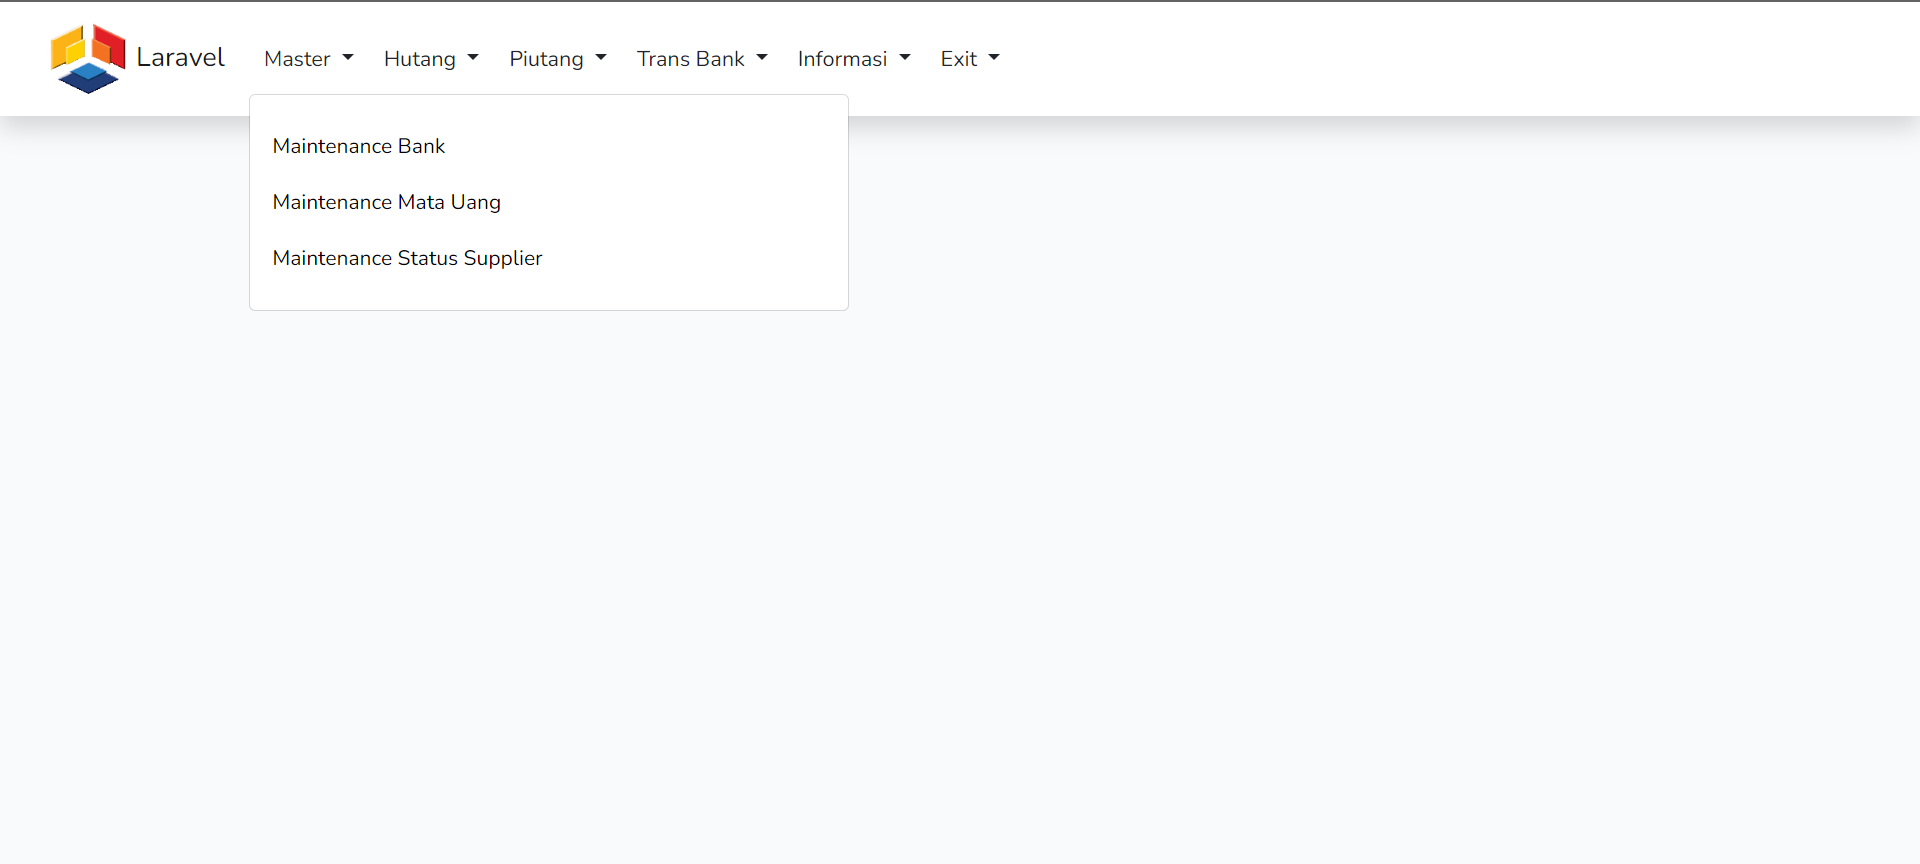 Laravel Master Hutang Piutang Trans Bank Informasi Exit
Maintenance Bank
Maintenance Mata Uang
Maintenance Status Supplier